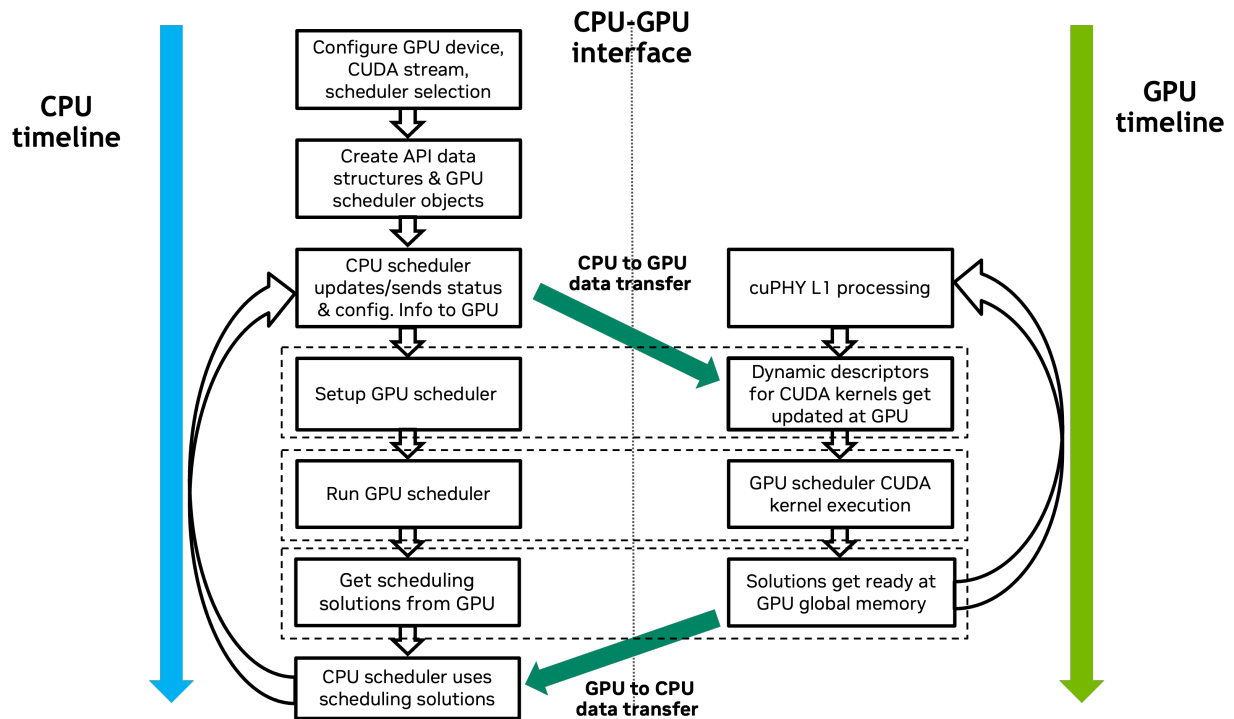 CPU-GPU
interface
CPU
timeline
GPU
timeline
Configure GPU device,
CUDA stream,
scheduler selection
Create API data
structures & GPU
scheduler objects
CPU scheduler
updates/sends status
& config. Info to GPU
CPU to GPU
data transfer
cuPHY L1 processing
Setup GPU scheduler
Dynamic descriptors
for CUDA kernels get
updated at GPU
Run GPU scheduler
GPU scheduler CUDA
kernel execution
Get scheduling
solutions from GPU
Solutions get ready at
GPU global memory
CPU scheduler uses
scheduling solutions
GPU to CPU
data transfer